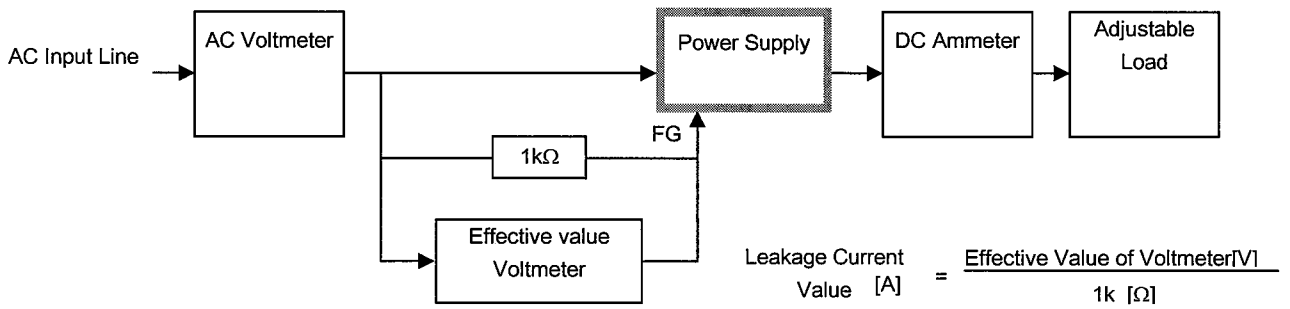 AC Input Line
AC Voltmeter
Power Supply
DC Ammeter
Adjustable
Load
FG
1kΩ
Effective value
Voltmeter
Leakage Current
Value [A]
=
Effective Value of Voltmeter[V]
1k [Ω]